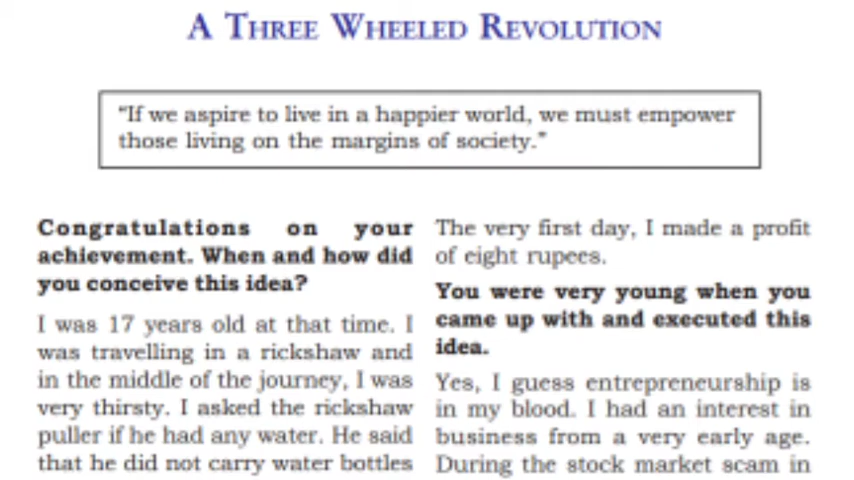 A Three Wheeled Revolution
“If we aspire to live in a happier world, we must empower
those living on the margins of society.”
Congratulations on your
achievement. When and how did
you conceive this idea?
I was 17 years old at that time. I
was travelling in a rickshaw and
in the middle of the journey, I was
very thirsty. I asked the rickshaw
puller if he had any water. He said
that he did not carry water bottles
The very first day, I made a profit
of eight rupees.
You were very young when you
came up with and executed this
idea.
Yes, I guess entrepreneurship is
in my blood. I had an interest in
business from a very early age.
During the stock market scam in